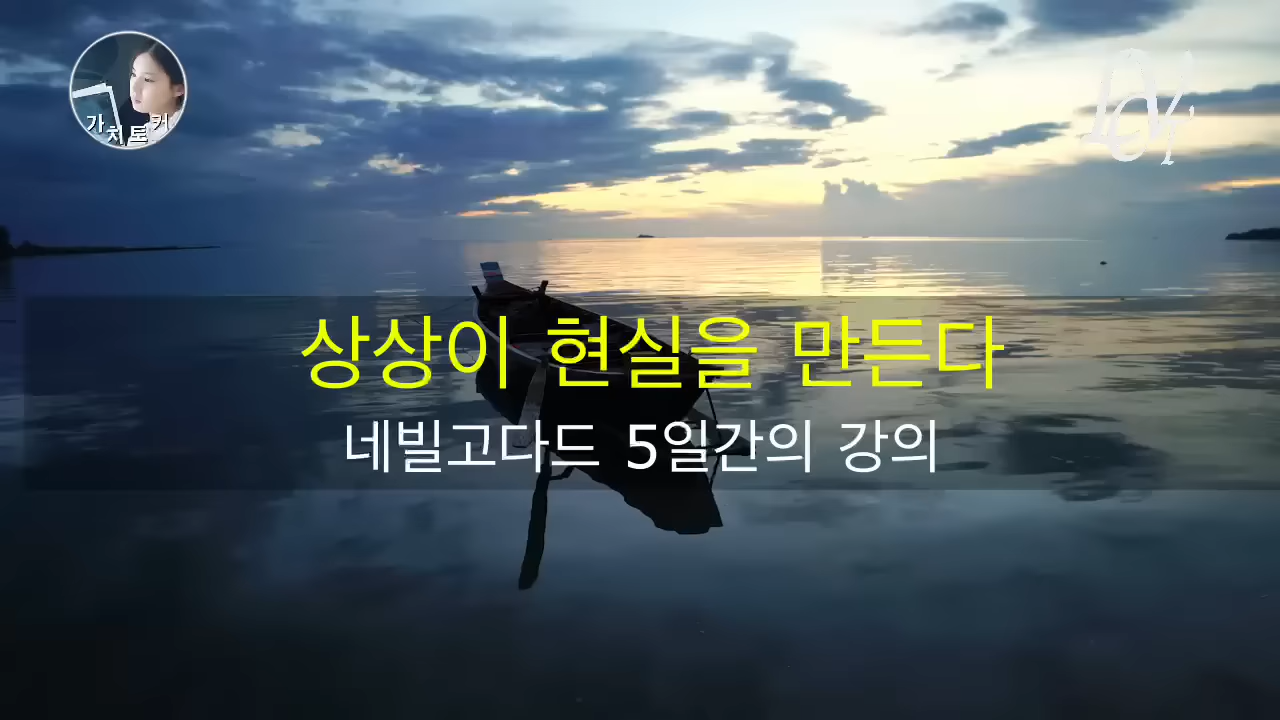 가치토커
상상이 현실을 만든다
네빌고다드 5일간의 강의